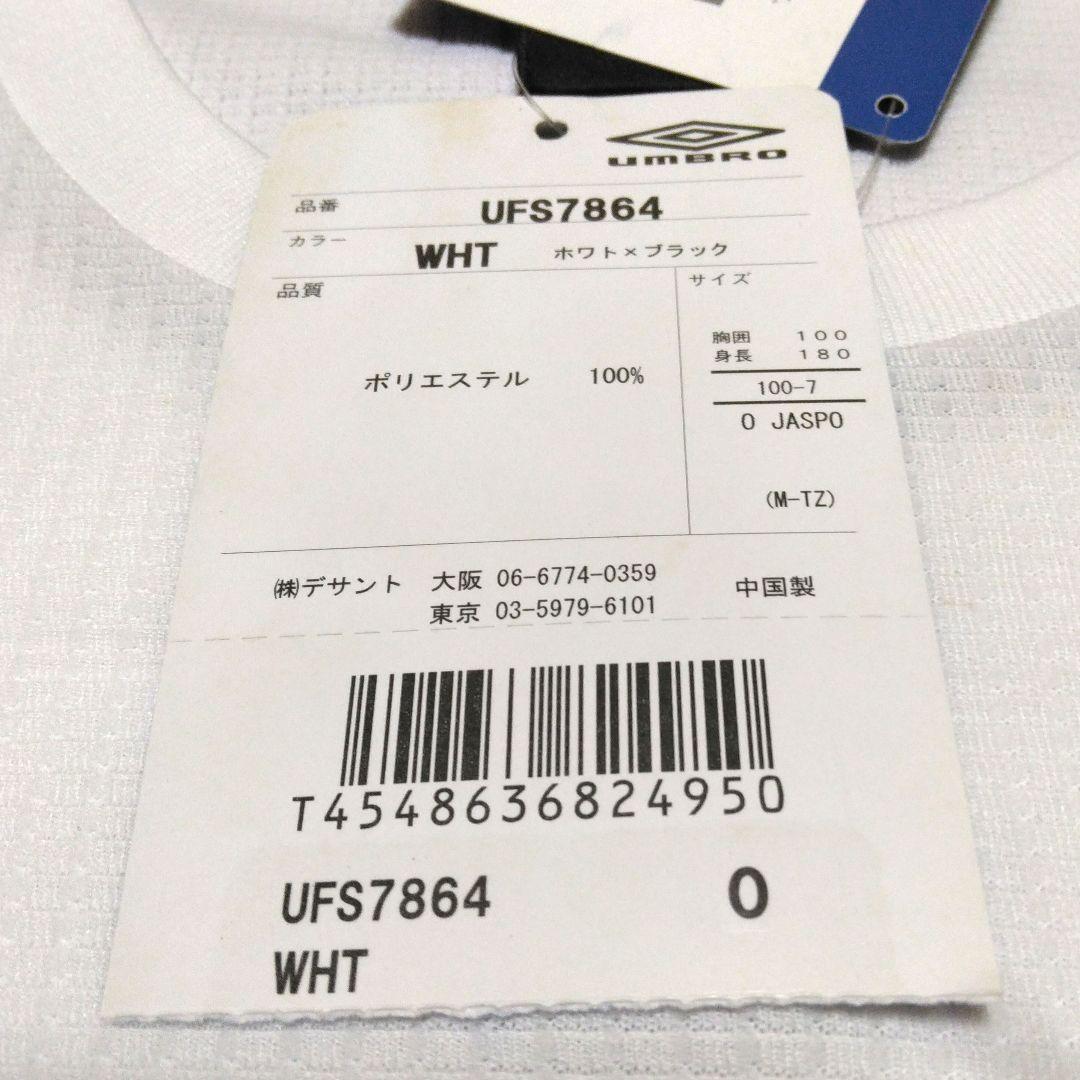 umbro
品番 UFS7864
カラー WHT ホワト×ブラック
品質 サイズ
胸囲 100
身長 180
ポリエステル 100%
100-7
O JASPO
(M-TZ)
㈱デサント 大阪 06-6774-0359
東京 03-5979-6101
中国製
T4548636824950
UFS7864 O
WHT